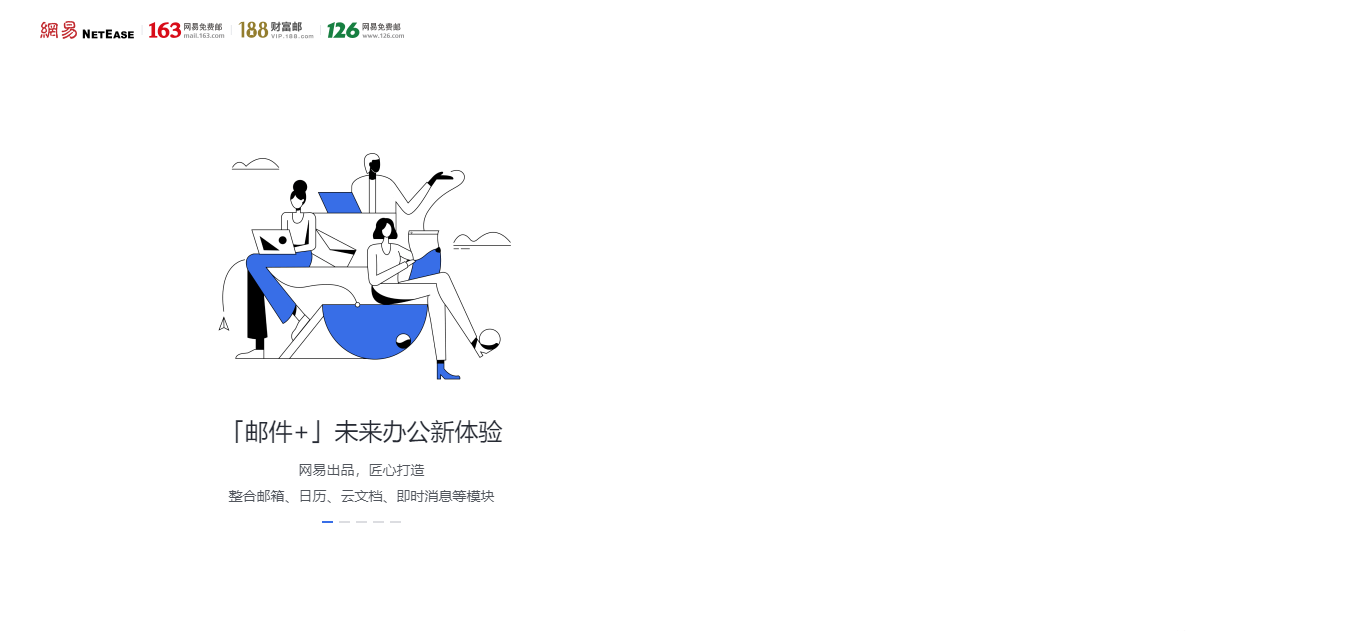 網易 NETEASE 163 网易免费邮 mail.163.com 188 财富邮 VIP.188.com 126 网易免费邮 www.126.com
「邮件+」未来办公新体验
网易出品，匠心打造
整合邮箱、日历、云文档、即时消息等模块